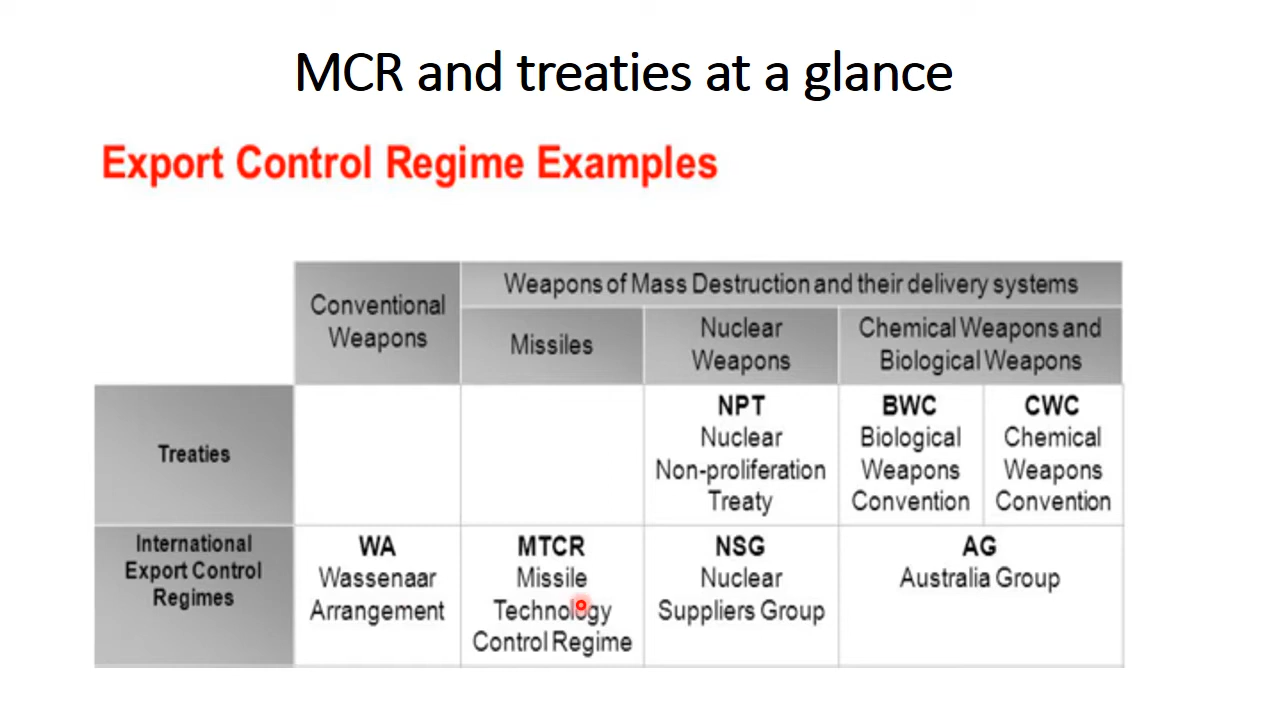 MCR and treaties at a glance
Export Control Regime Examples
Conventional
Weapons
Weapons of Mass Destruction and their delivery systems
Missiles
Nuclear
Weapons
Chemical Weapons and
Biological Weapons
Treaties
NPT
Nuclear
Non-proliferation
Treaty
BWC
Biological
Weapons
Convention
CWC
Chemical
Weapons
Convention
International
Export Control
Regimes
WA
Wassenaar
Arrangement
MTCR
Missile
Technology
Control Regime
NSG
Nuclear
Suppliers Group
AG
Australia Group